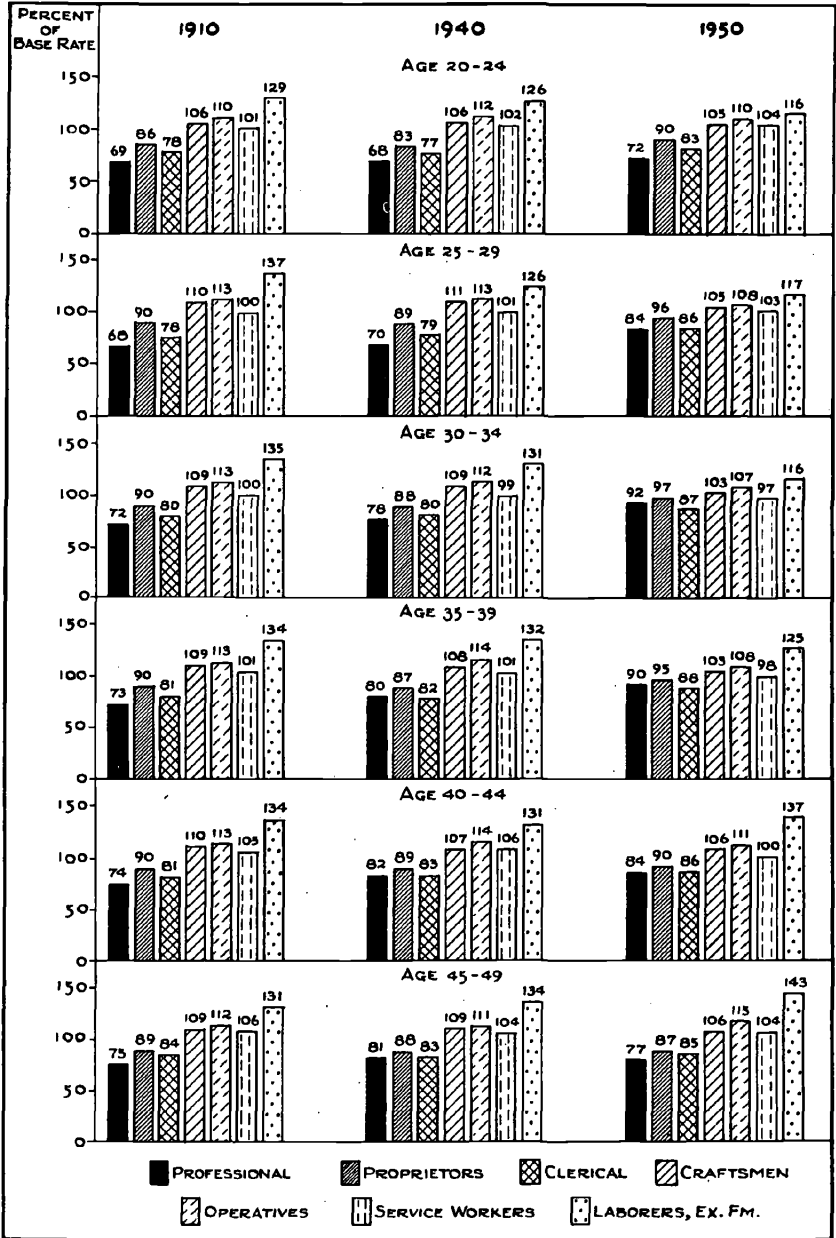 PERCENT
OF
BASE RATE
1910 1940 1950
AGE 20-24
150
100
50
0
69 86 78 106 110 101 129
68 83 77 106 112 102 126
72 90 83 105 110 104 116
AGE 25-29
150
100
50
0
68 90 78 110 113 100 137
70 89 79 111 113 101 126
84 96 86 105 108 103 117
AGE 30-34
150
100
50
0
72 90 80 109 113 100 135
78 88 80 109 112 99 131
92 97 87 103 107 97 116
AGE 35-39
150
100
50
0
73 90 81 109 113 101 134
80 87 82 108 114 101 132
90 95 88 103 108 98 125
AGE 40-44
150
100
50
0
74 90 81 110 113 105 134
82 89 83 107 114 106 131
84 90 86 106 111 100 137
AGE 45-49
150
100
50
0
75 89 84 109 112 106 131
81 88 83 109 111 104 134
77 87 85 106 115 104 143
PROFESSIONAL PROPRIETORS CLERICAL CRAFTSMEN
OPERATIVES SERVICE WORKERS LABORERS, EX. FM.